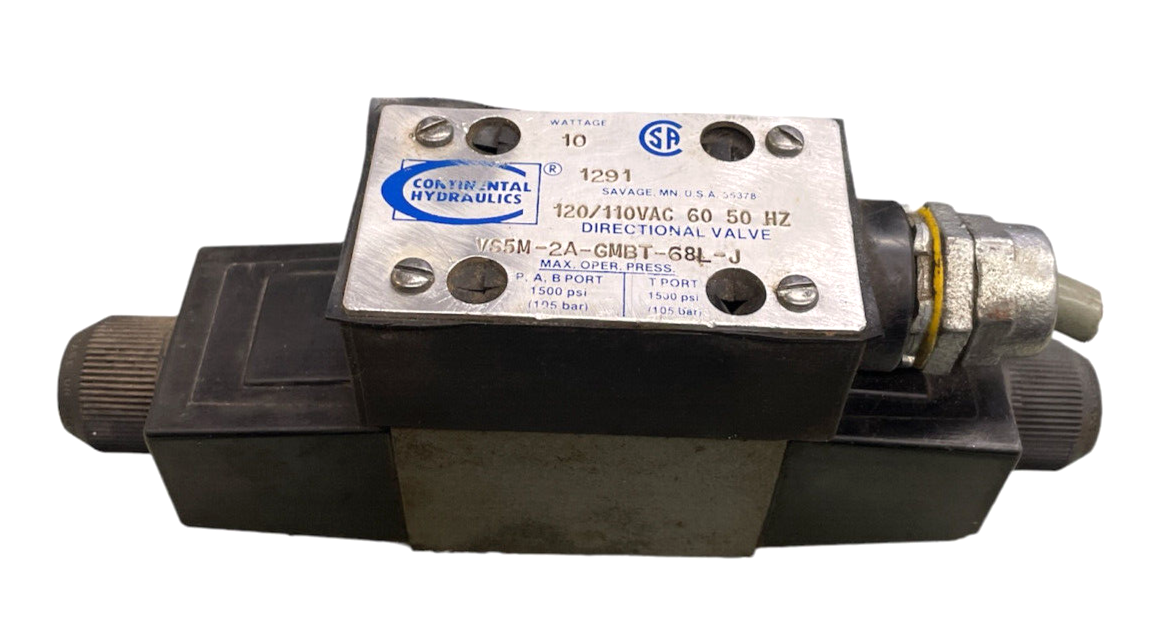 WATTAGE
10
CSA
CONTINENTAL ®
HYDRAULICS
1291
SAVAGE, MN. U.S.A. 55378
120/110VAC 60 50 HZ
DIRECTIONAL VALVE
VS5M-2A-GMBT-68L-J
MAX. OPER. PRESS.
P, A, B PORT
1500 psi
(105 bar)
T PORT
1500 psi
(105 bar)